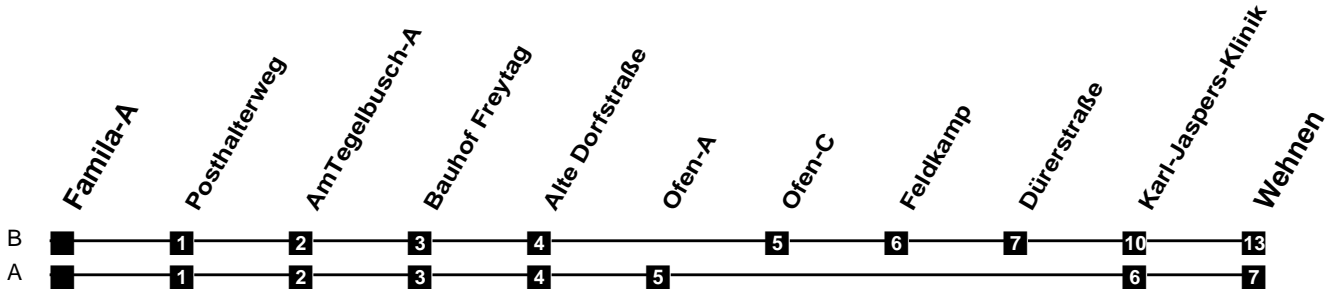 Famila-A
Posthalterweg
AmTegelbusch-A
Bauhof Freytag
Alte Dorfstraße
Ofen-A
Ofen-C
Feldkamp
Dürerstraße
Karl-Jaspers-Klinik
Wehnen
B 1 2 3 4 5 6 7 10 13
A 1 2 3 4 5 6 7